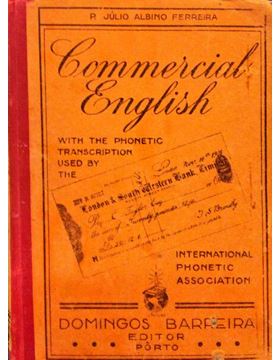 P. JÚLIO ALBINO FERREIRA
Commercial
English
WITH THE PHONETIC
TRANSCRIPTION
USED BY
THE
London & South Western Bank, Limi
INTERNATIONAL
PHONETIC
ASSOCIATION
DOMINGOS BARREIRA
EDITOR
PÔRTO